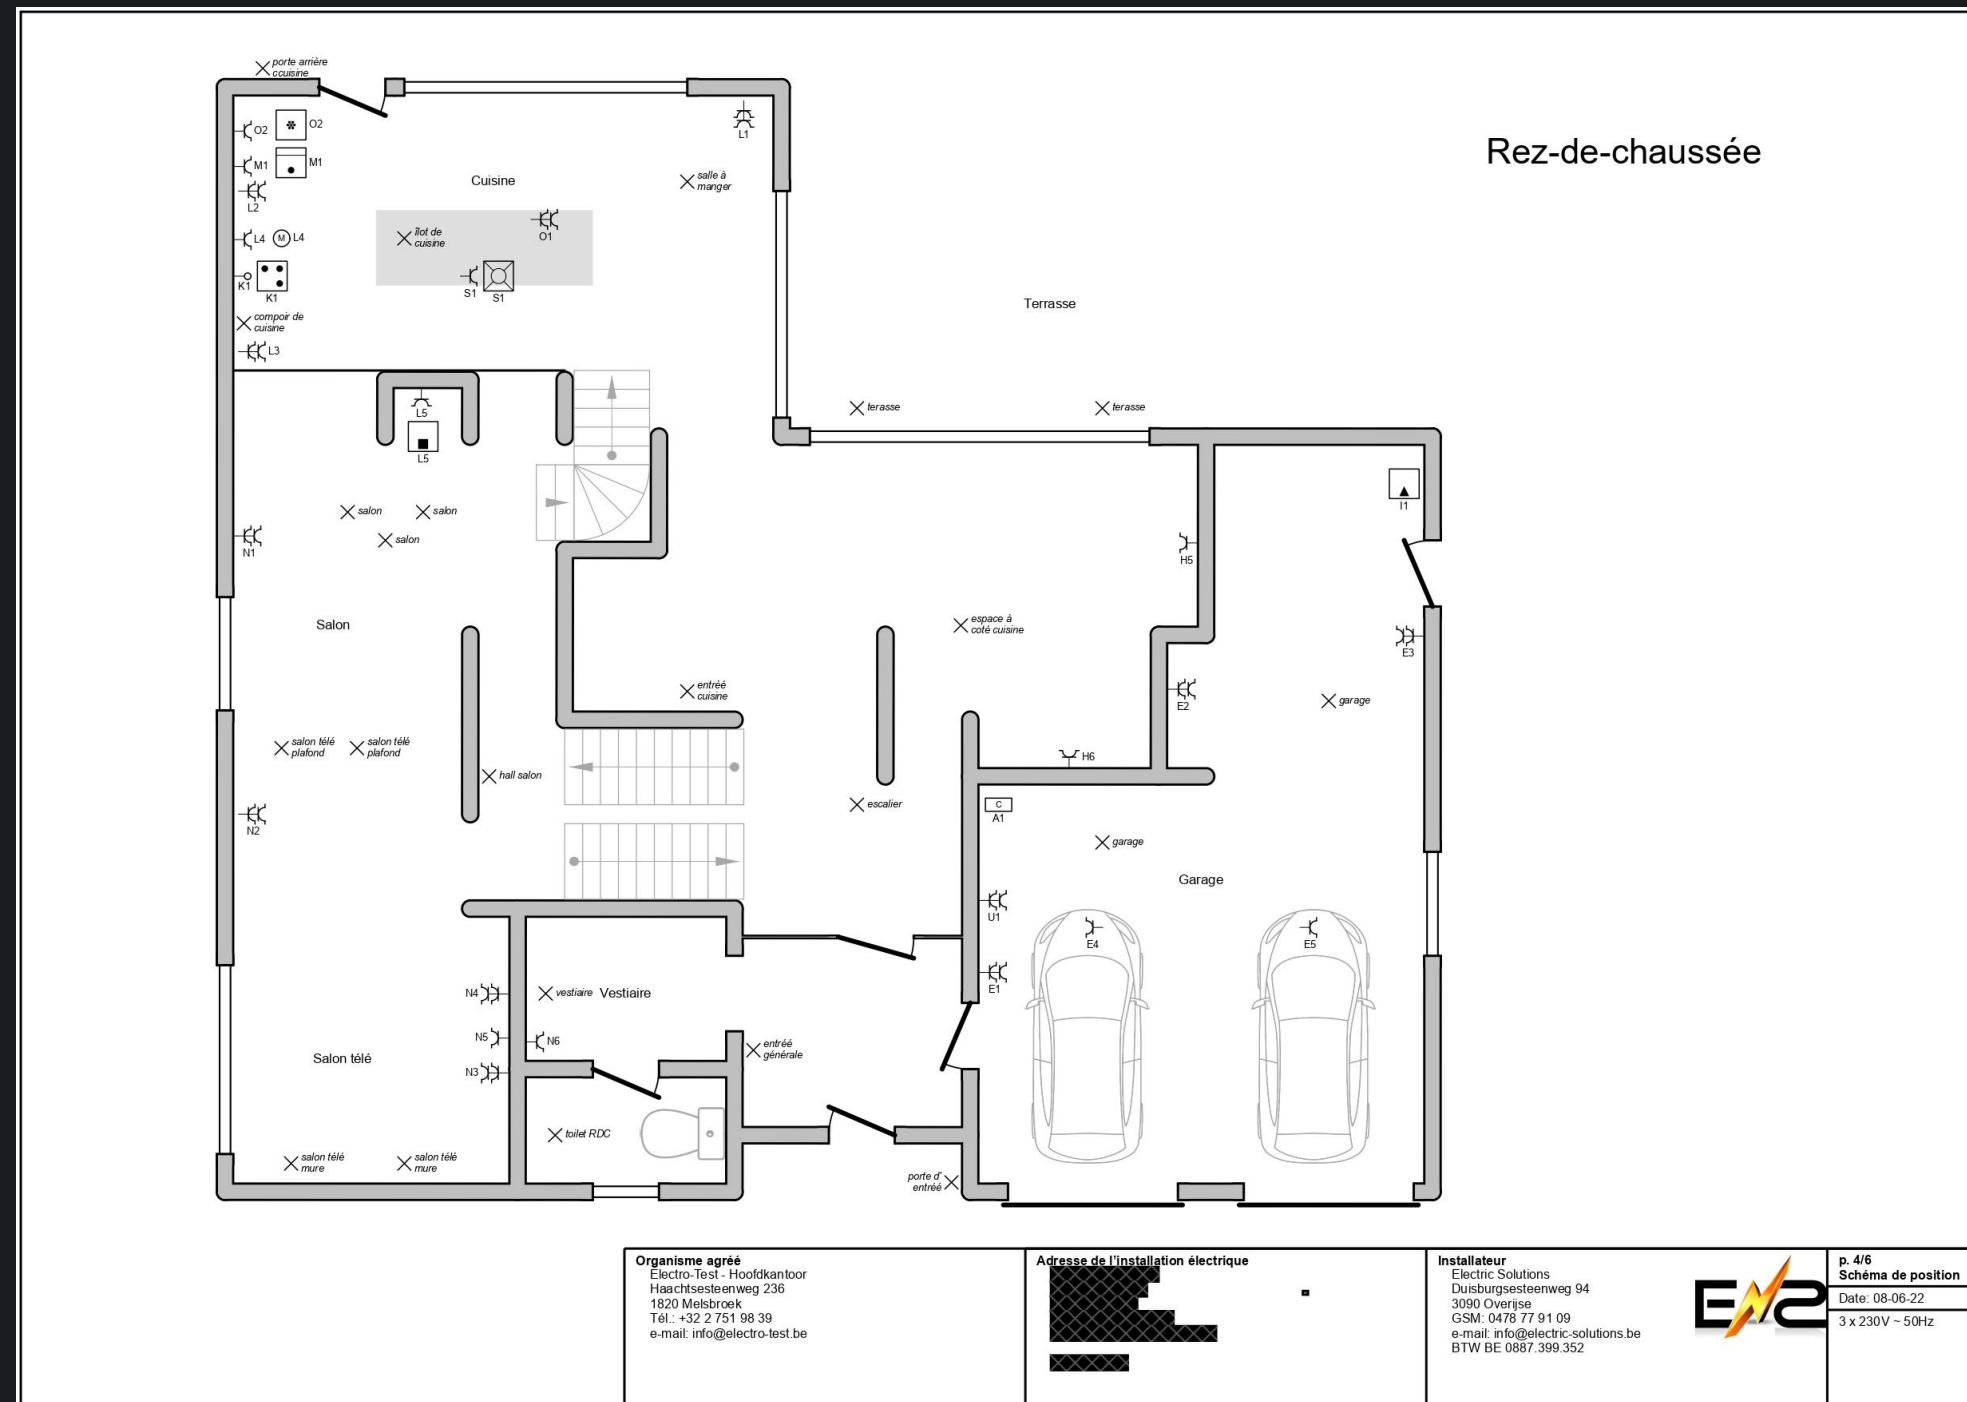 Rez-de-chaussée
porte arrière
ccuisine
O2
O2
M1
M1
L2
L4
M
L4
K1
K1
compoir de
cuisine
L3
Cuisine
îlot de
cuisine
O1
S1
S1
L1
salle à
manger
Terrasse
terasse
terasse
L5
L5
salon
salon
salon
N1
Salon
I1
H5
E3
espace à
coté cuisine
entréé
cuisine
E2
garage
salon télé
plafond
salon télé
plafond
hall salon
H6
N2
escalier
C
A1
garage
Garage
U1
E4
E5
E1
N4
vestiaire
Vestiaire
N5
N6
N3
Salon télé
entréé
générale
toilet RDC
salon télé
mure
salon télé
mure
porte d'
entréé
Organisme agréé
Electro-Test - Hoofdkantoor
Haachtsesteenweg 236
1820 Melsbroek
Tél.: +32 2 751 98 39
e-mail: info@electro-test.be
Adresse de l'installation électrique
Installateur
Electric Solutions
Duisburgsesteenweg 94
3090 Overijse
GSM: 0478 77 91 09
e-mail: info@electric-solutions.be
BTW BE 0887.399.352
p. 4/6
Schéma de position
Date: 08-06-22
3 x 230V ~ 50Hz